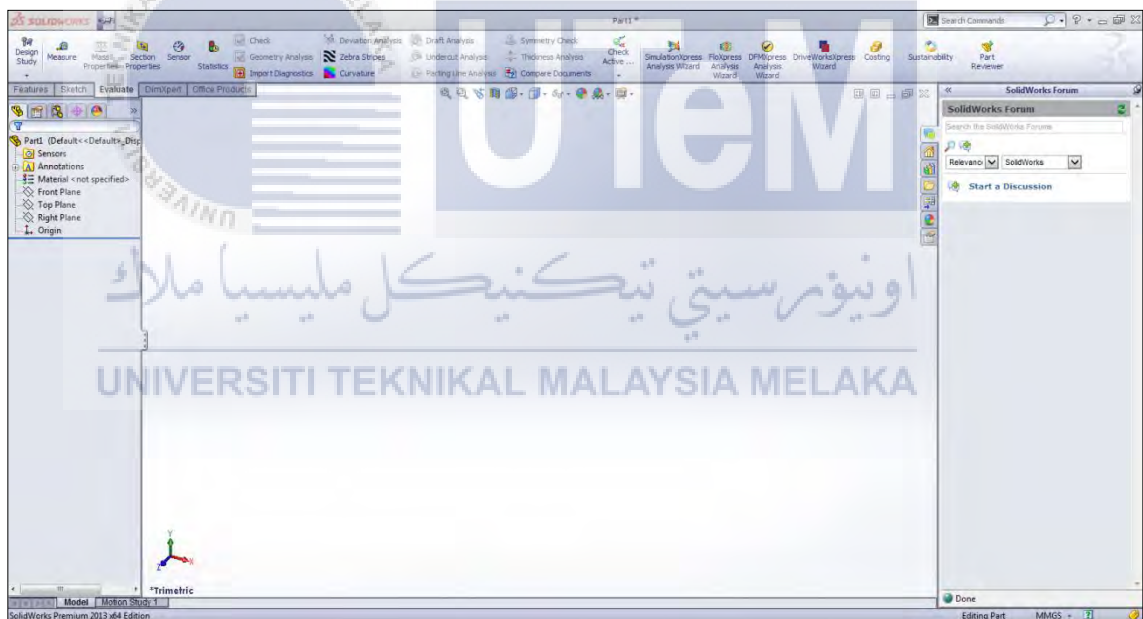 SOLIDWORKS
Part1 *
Search Commands
Design Study
Measure
Mass Properties
Section Properties
Sensor
Statistics
Check
Geometry Analysis
Import Diagnostics
Deviation Analysis
Zebra Stripes
Curvature
Draft Analysis
Undercut Analysis
Parting Line Analysis
Symmetry Check
Thickness Analysis
Compare Documents
Check Active ...
SimulationXpress Analysis Wizard
FloXpress Analysis Wizard
DFMXpress Analysis Wizard
DriveWorksXpress Wizard
Costing
Sustainability
Part Reviewer
Features
Sketch
Evaluate
DimXpert
Office Products
Part1 (Default<<Default>_Disp
Sensors
Annotations
Material <not specified>
Front Plane
Top Plane
Right Plane
Origin
SolidWorks Forum
SolidWorks Forum
Search the SolidWorks Forums
Relevanc
SolidWorks
Start a Discussion
Done
UTeM
اونيۏرسيتي تيكنيكل مليسيا ملاك
UNIVERSITI TEKNIKAL MALAYSIA MELAKA
Y
X
Z
*Trimetric
Model
Motion Study 1
SolidWorks Premium 2013 x64 Edition
Editing Part
MMGS